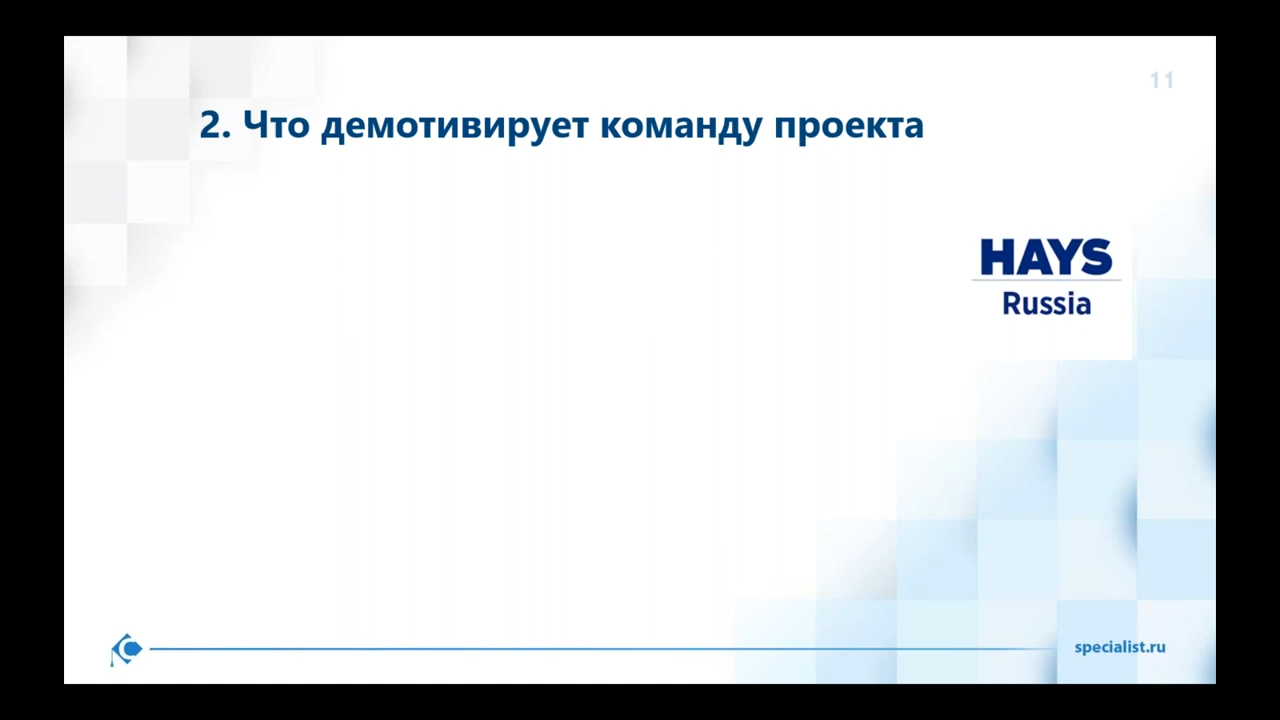 11
2. Что демотивирует команду проекта
HAYS
Russia
specialist.ru